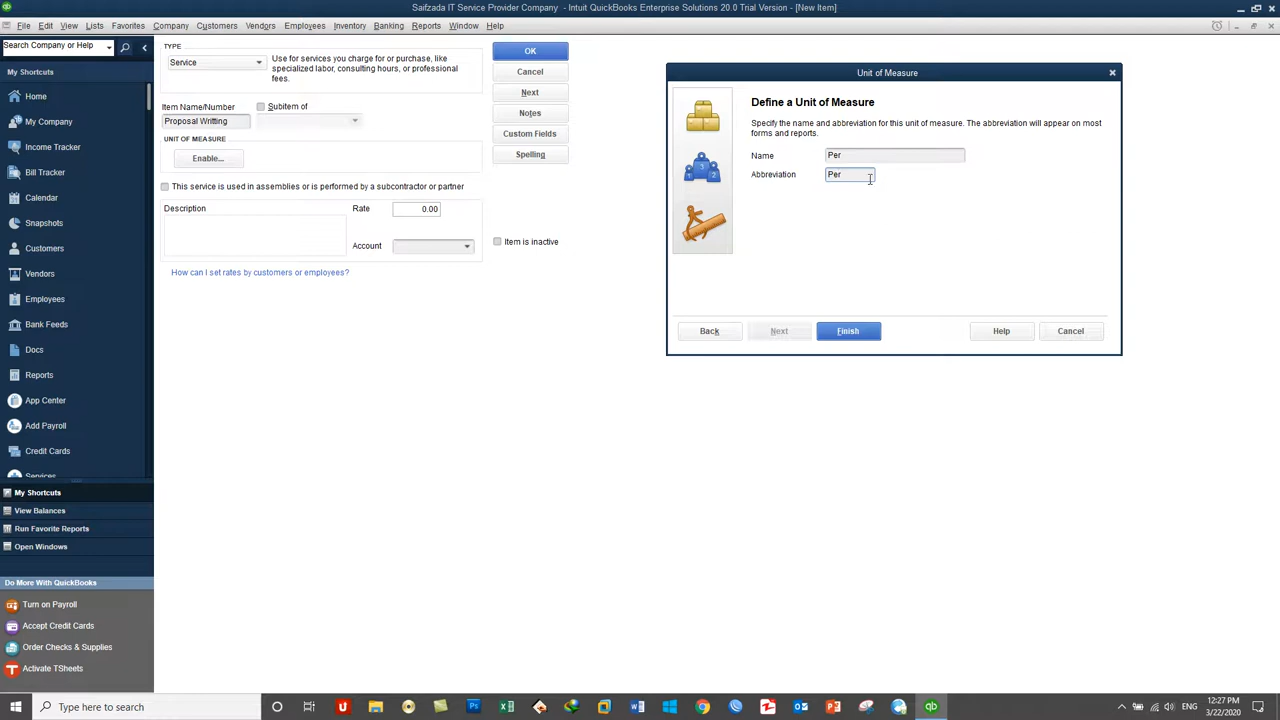 Saifzada IT Service Provider Company - Intuit QuickBooks Enterprise Solutions 20.0 Trial Version - [New Item]
File Edit View Lists Favorites Company Customers Vendors Employees Inventory Banking Reports Window Help
Search Company or Help
My Shortcuts
Home
My Company
Income Tracker
Bill Tracker
Calendar
Snapshots
Customers
Vendors
Employees
Bank Feeds
Docs
Reports
App Center
Add Payroll
Credit Cards
Services
My Shortcuts
View Balances
Run Favorite Reports
Open Windows
Do More With QuickBooks
Turn on Payroll
Accept Credit Cards
Order Checks & Supplies
Activate TSheets
TYPE
Service
Use for services you charge for or purchase, like
specialized labor, consulting hours, or professional
fees.
Item Name/Number
Subitem of
Proposal Writting
UNIT OF MEASURE
Enable...
This service is used in assemblies or is performed by a subcontractor or partner
Description
Rate
0.00
Account
How can I set rates by customers or employees?
OK
Cancel
Next
Notes
Custom Fields
Spelling
Item is inactive
Unit of Measure
Define a Unit of Measure
Specify the name and abbreviation for this unit of measure. The abbreviation will appear on most
forms and reports.
Name
Per
Abbreviation
Per
Back
Next
Finish
Help
Cancel
Type here to search
ENG
12:27 PM
3/22/2020